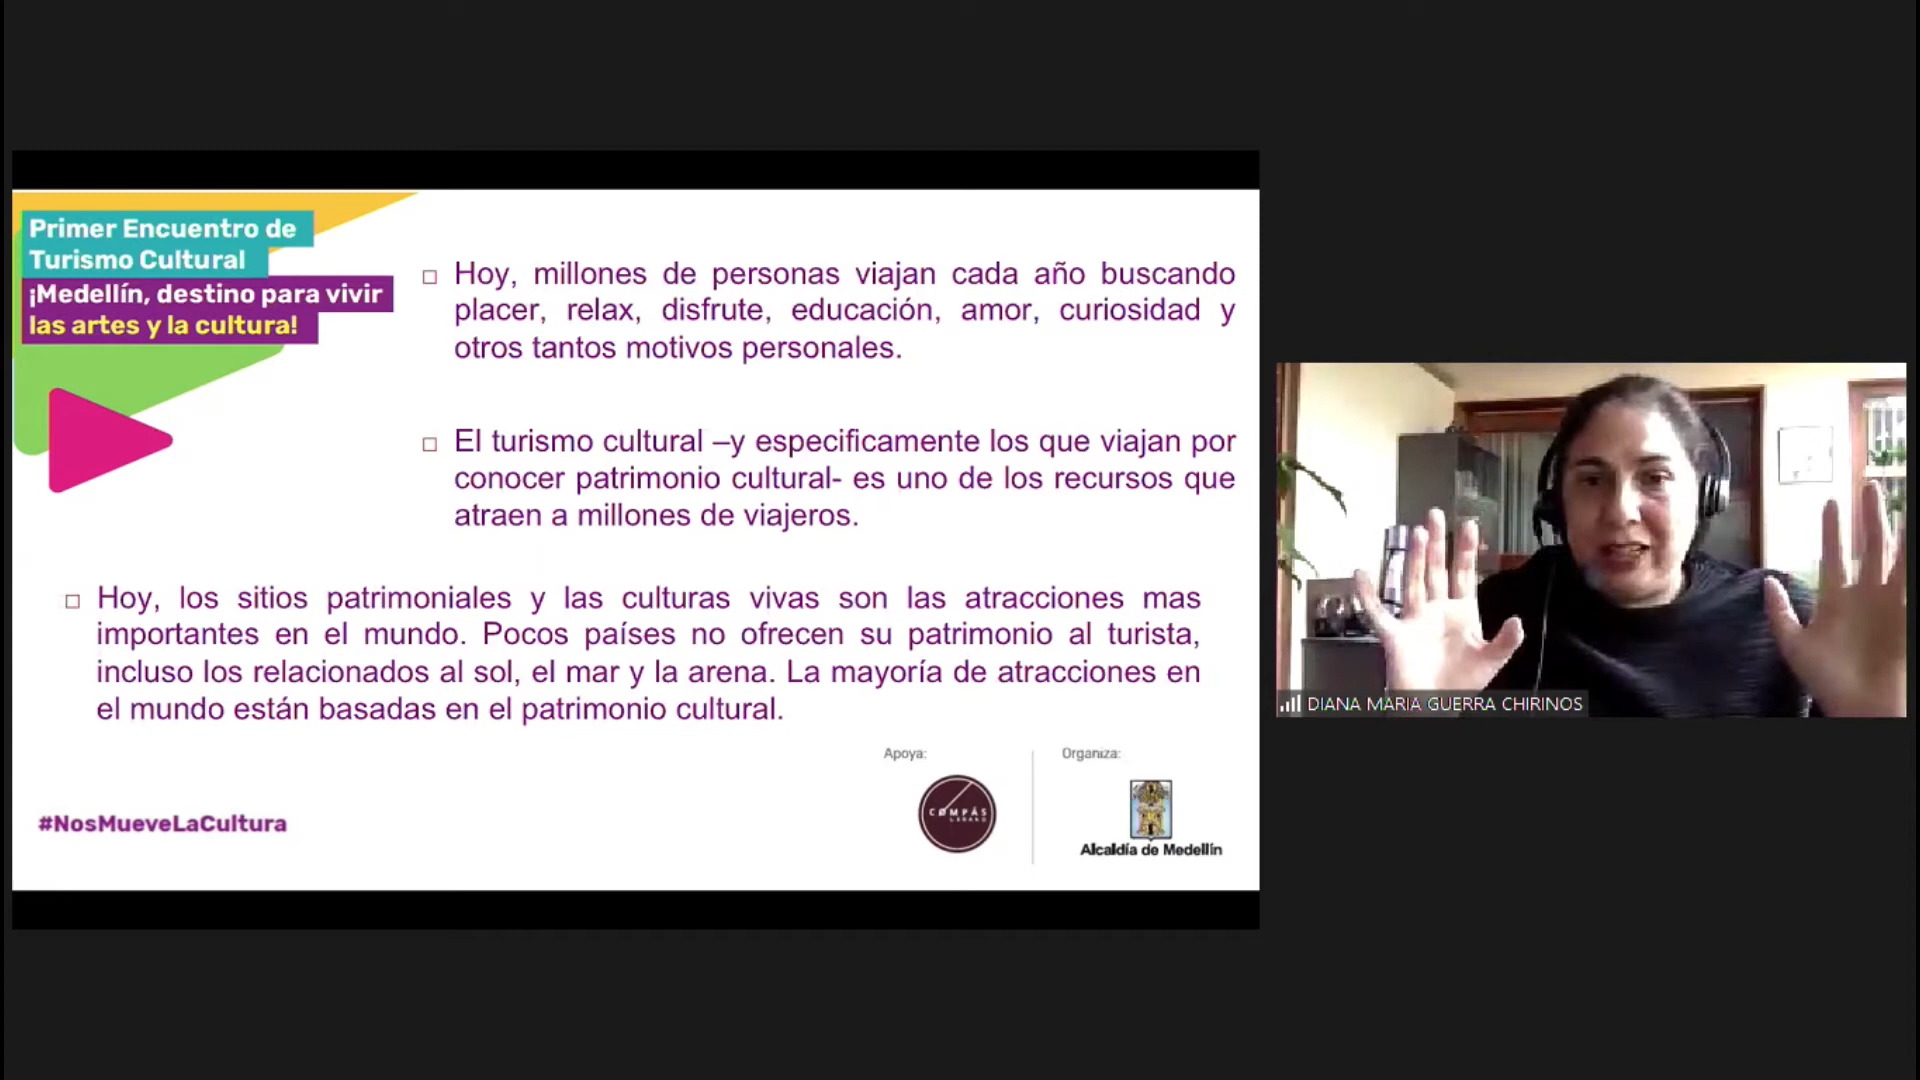 Primer Encuentro de
Turismo Cultural
¡Medellín, destino para vivir
las artes y la cultura!
Hoy, millones de personas viajan cada año buscando
placer, relax, disfrute, educación, amor, curiosidad y
otros tantos motivos personales.
El turismo cultural –y especificamente los que viajan por
conocer patrimonio cultural- es uno de los recursos que
atraen a millones de viajeros.
Hoy, los sitios patrimoniales y las culturas vivas son las atracciones mas
importantes en el mundo. Pocos países no ofrecen su patrimonio al turista,
incluso los relacionados al sol, el mar y la arena. La mayoría de atracciones en
el mundo están basadas en el patrimonio cultural.
Apoya:
Organiza:
COMPÁS
URBANO
Alcaldía de Medellín
#NosMueveLaCultura
DIANA MARIA GUERRA CHIRINOS